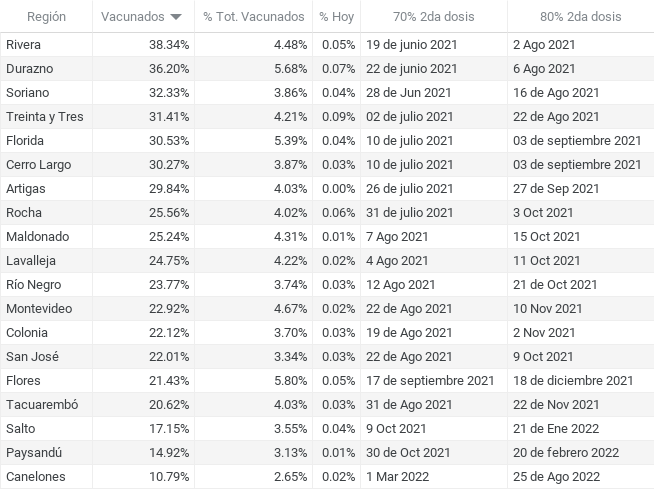 Región Vacunados % Tot. Vacunados % Hoy 70% 2da dosis 80% 2da dosis
Rivera 38.34% 4.48% 0.05% 19 de junio 2021 2 Ago 2021
Durazno 36.20% 5.68% 0.07% 22 de junio 2021 6 Ago 2021
Soriano 32.33% 3.86% 0.04% 28 de Jun 2021 16 de Ago 2021
Treinta y Tres 31.41% 4.21% 0.09% 02 de julio 2021 22 de Ago 2021
Florida 30.53% 5.39% 0.04% 10 de julio 2021 03 de septiembre 2021
Cerro Largo 30.27% 3.87% 0.03% 10 de julio 2021 03 de septiembre 2021
Artigas 29.84% 4.03% 0.00% 26 de julio 2021 27 de Sep 2021
Rocha 25.56% 4.02% 0.06% 31 de julio 2021 3 Oct 2021
Maldonado 25.24% 4.31% 0.01% 7 Ago 2021 15 Oct 2021
Lavalleja 24.75% 4.22% 0.02% 4 Ago 2021 11 Oct 2021
Río Negro 23.77% 3.74% 0.03% 12 Ago 2021 21 de Oct 2021
Montevideo 22.92% 4.67% 0.02% 22 de Ago 2021 10 Nov 2021
Colonia 22.12% 3.70% 0.03% 19 de Ago 2021 2 Nov 2021
San José 22.01% 3.34% 0.03% 22 de Ago 2021 9 Oct 2021
Flores 21.43% 5.80% 0.05% 17 de septiembre 2021 18 de diciembre 2021
Tacuarembó 20.62% 4.03% 0.03% 31 de Ago 2021 22 de Nov 2021
Salto 17.15% 3.55% 0.04% 9 Oct 2021 21 de Ene 2022
Paysandú 14.92% 3.13% 0.01% 30 de Oct 2021 20 de febrero 2022
Canelones 10.79% 2.65% 0.02% 1 Mar 2022 25 de Ago 2022